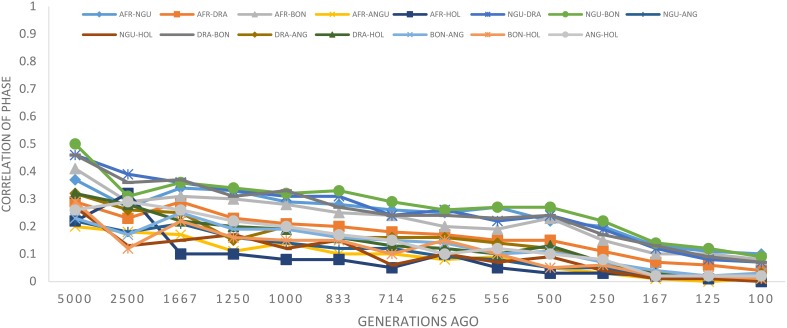 AFR-NGU AFR-DRA AFR-BON AFR-ANGU AFR-HOL NGU-DRA NGU-BON NGU-ANG
NGU-HOL DRA-BON DRA-ANG DRA-HOL BON-ANG BON-HOL ANG-HOL
CORRELATION OF PHASE
1
0.9
0.8
0.7
0.6
0.5
0.4
0.3
0.2
0.1
0
5000 2500 1667 1250 1000 833 714 625 556 500 250 167 125 100
GENERATIONS AGO